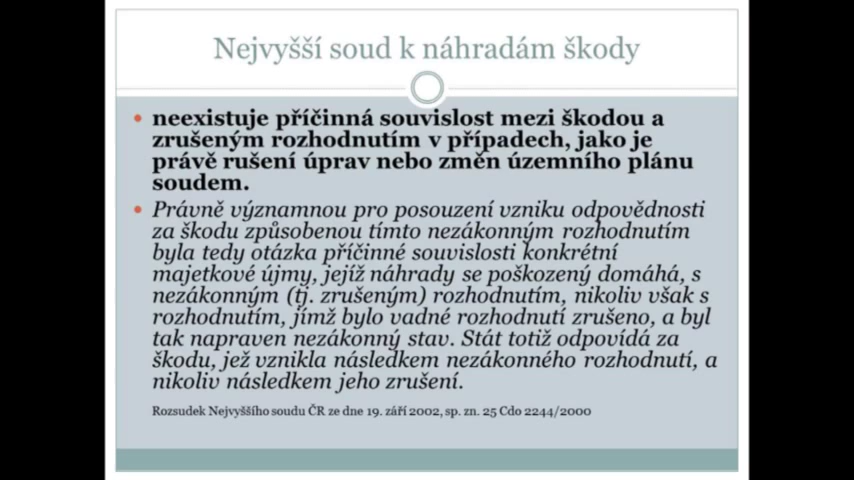 Nejvyšší soud k náhradám škody
neexistuje příčinná souvislost mezi škodou a
zrušeným rozhodnutím v případech, jako je
právě rušení úprav nebo změn územního plánu
soudem.
Právně významnou pro posouzení vzniku odpovědnosti
za škodu způsobenou tímto nezákonným rozhodnutím
byla tedy otázka příčinné souvislosti konkrétní
majetkové újmy, jejíž náhrady se poškozený domáhá, s
nezákonným (tj. zrušeným) rozhodnutím, nikoliv však s
rozhodnutím, jímž bylo vadné rozhodnutí zrušeno, a byl
tak napraven nezákonný stav. Stát totiž odpovídá za
škodu, jež vznikla následkem nezákonného rozhodnutí, a
nikoliv následkem jeho zrušení.
Rozsudek Nejvyššího soudu ČR ze dne 19. září 2002, sp. zn. 25 Cdo 2244/2000